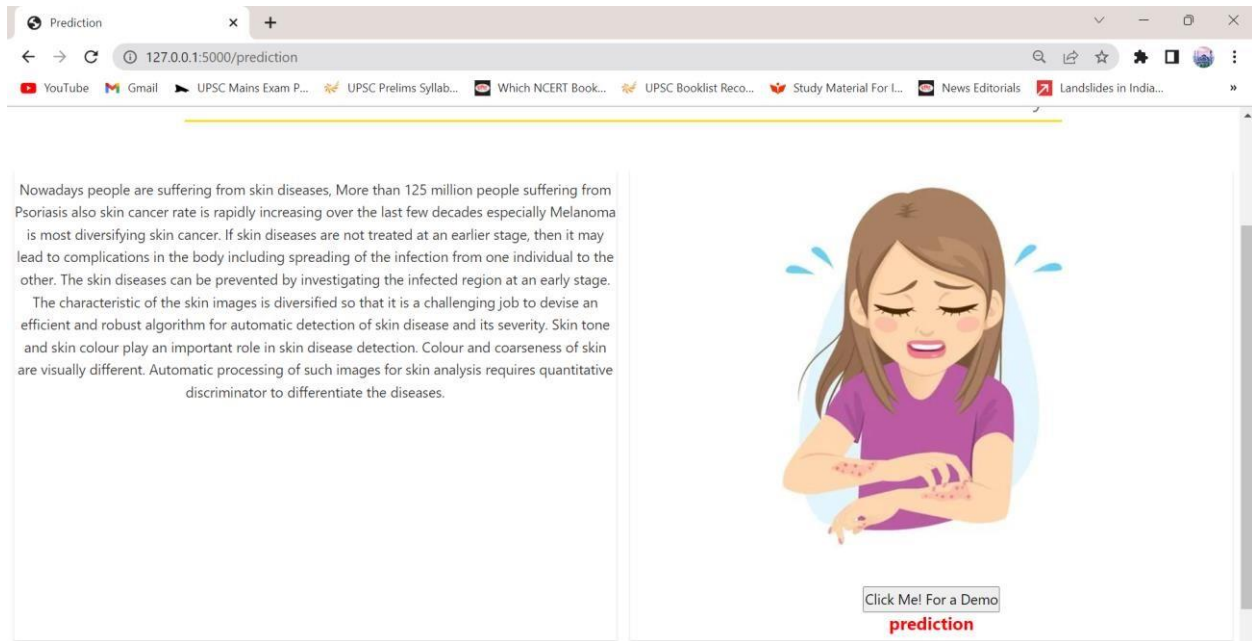 Prediction
127.0.0.1:5000/prediction
YouTube
Gmail
UPSC Mains Exam P...
UPSC Prelims Syllab...
Which NCERT Book...
UPSC Booklist Reco...
Study Material For I...
News Editorials
Landslides in India...
»
Nowadays people are suffering from skin diseases, More than 125 million people suffering from
Psoriasis also skin cancer rate is rapidly increasing over the last few decades especially Melanoma
is most diversifying skin cancer. If skin diseases are not treated at an earlier stage, then it may
lead to complications in the body including spreading of the infection from one individual to the
other. The skin diseases can be prevented by investigating the infected region at an early stage.
The characteristic of the skin images is diversified so that it is a challenging job to devise an
efficient and robust algorithm for automatic detection of skin disease and its severity. Skin tone
and skin colour play an important role in skin disease detection. Colour and coarseness of skin
are visually different. Automatic processing of such images for skin analysis requires quantitative
discriminator to differentiate the diseases.
Click Me! For a Demo
prediction